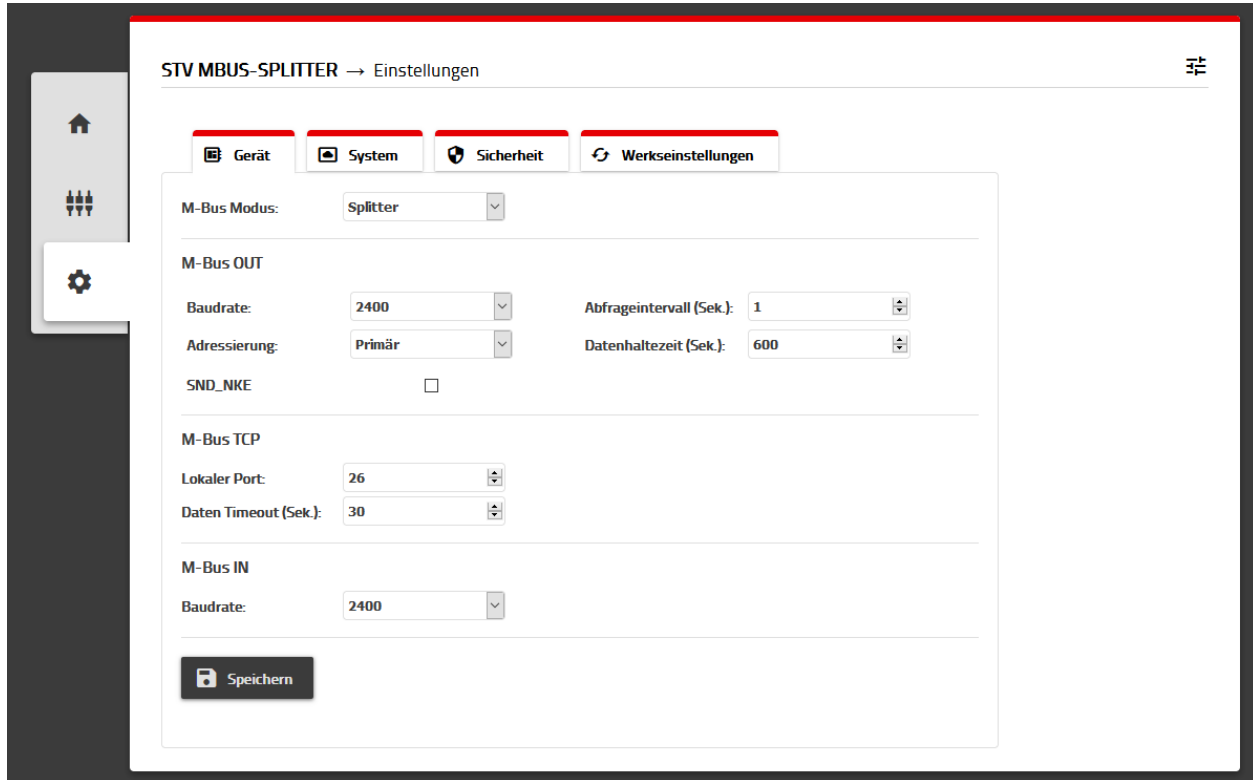 STV MBUS-SPLITTER → Einstellungen
Gerät System Sicherheit Werkseinstellungen
M-Bus Modus: Splitter
M-Bus OUT
Baudrate: 2400 Abfrageintervall (Sek.): 1
Adressierung: Primär Datenhaltezeit (Sek.): 600
SND_NKE
M-Bus TCP
Lokaler Port: 26
Daten Timeout (Sek.): 30
M-Bus IN
Baudrate: 2400
Speichern